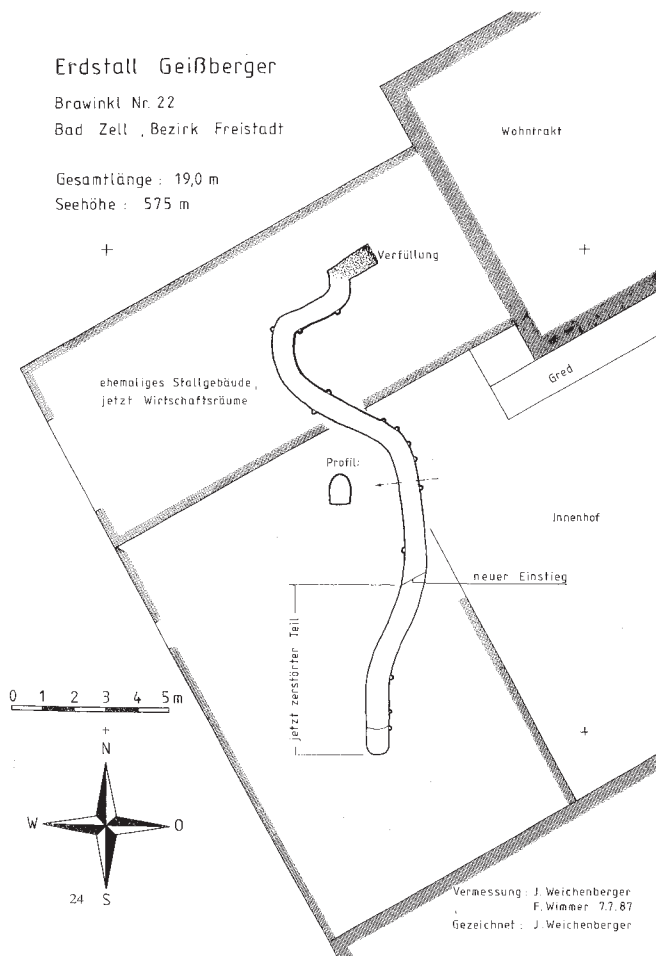 Erdstall Geißberger
Brawinkl Nr. 22
Bad Zell , Bezirk Freistadt
Gesamtlänge : 19,0 m
Seehöhe : 575 m
Wohntrakt
Verfüllung
ehemaliges Stallgebäude,
jetzt Wirtschaftsräume
Gred
Profil:
Innenhof
neuer Einstieg
jetzt zerstörter Teil
0 1 2 3 4 5 m
N
W O
S
24
Vermessung : J. Weichenberger
F. Wimmer 7.7.87
Gezeichnet : J. Weichenberger